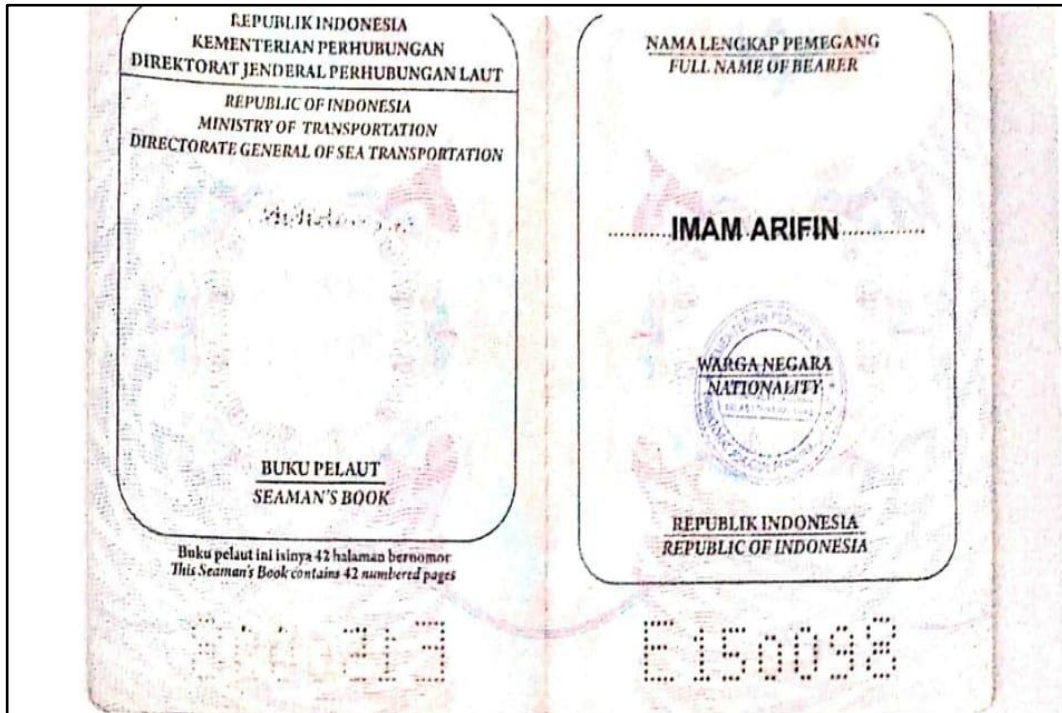 REPUBLIK INDONESIA
KEMENTERIAN PERHUBUNGAN
DIREKTORAT JENDERAL PERHUBUNGAN LAUT
REPUBLIC OF INDONESIA
MINISTRY OF TRANSPORTATION
DIRECTORATE GENERAL OF SEA TRANSPORTATION
BUKU PELAUT
SEAMAN'S BOOK
Buku pelaut ini isinya 42 halaman bernomor
This Seaman's Book contains 42 numbered pages
NAMA LENGKAP PEMEGANG
FULL NAME OF BEARER
IMAM ARIFIN
WARGA NEGARA
NATIONALITY
REPUBLIK INDONESIA
REPUBLIC OF INDONESIA
E 150098